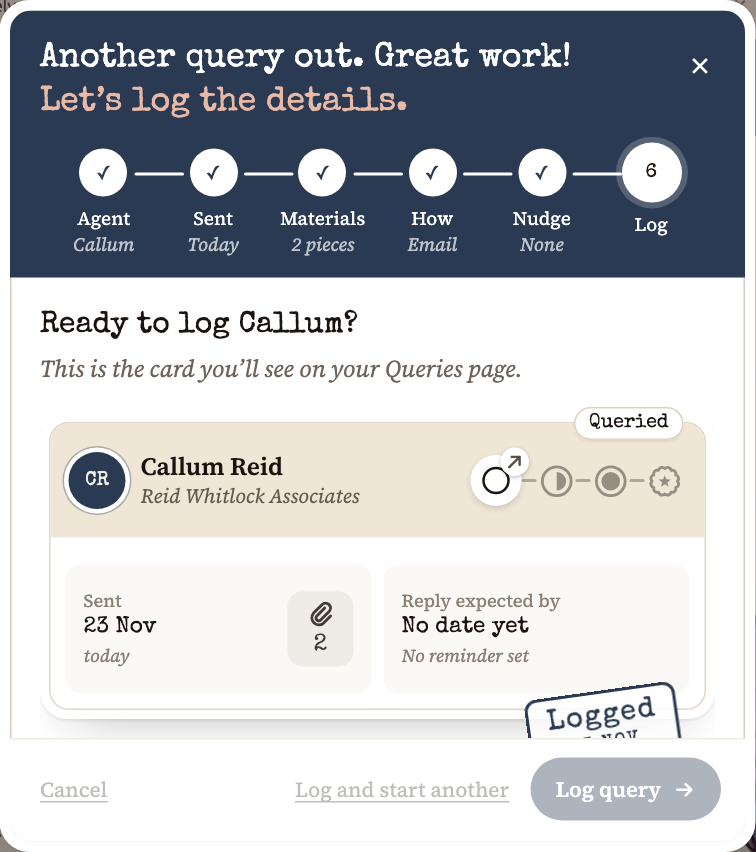 Another query out. Great work!
Let’s log the details.
✓ ✓ ✓ ✓ ✓ 6
Agent Sent Materials How Nudge Log
Callum Today 2 pieces Email None
Ready to log Callum?
This is the card you’ll see on your Queries page.
Queried
CR
Callum Reid
Reid Whitlock Associates
Sent
23 Nov
today
2
Reply expected by
No date yet
No reminder set
Logged
Cancel
Log and start another
Log query →